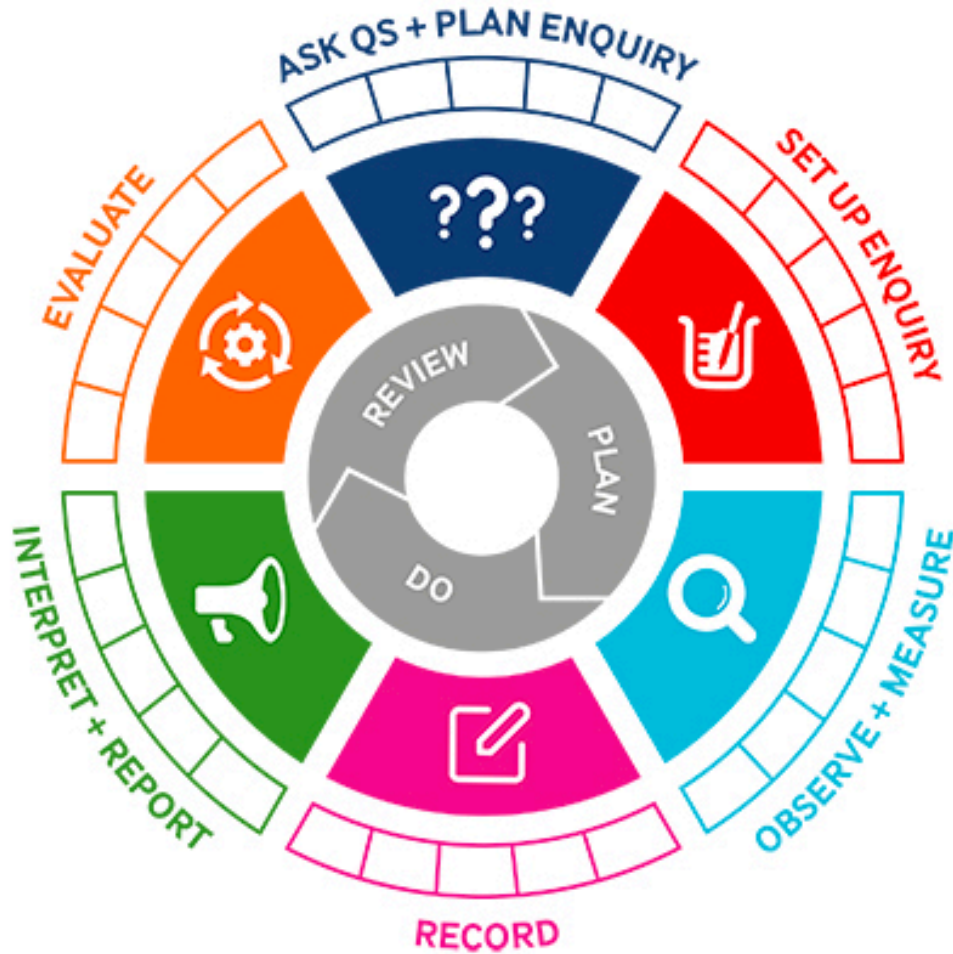 ASK QS + PLAN ENQUIRY
SET UP ENQUIRY
OBSERVE + MEASURE
RECORD
INTERPRET + REPORT
EVALUATE
???
REVIEW
PLAN
DO